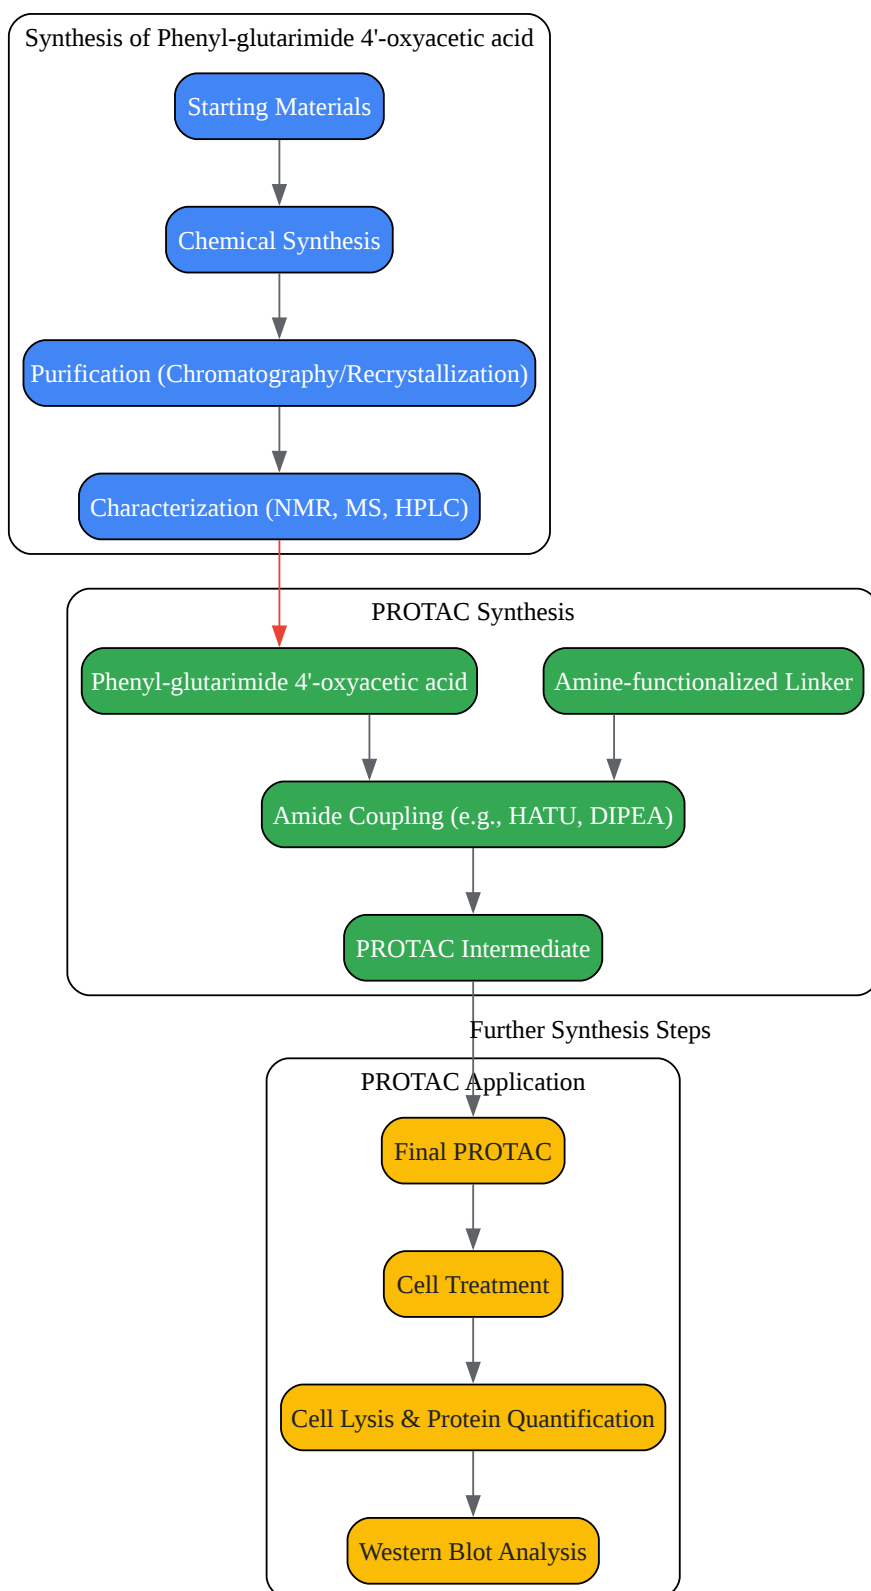 Synthesis of Phenyl-glutarimide 4'-oxyacetic acid
Starting Materials
Chemical Synthesis
Purification (Chromatography/Recrystallization)
Characterization (NMR, MS, HPLC)
PROTAC Synthesis
Phenyl-glutarimide 4'-oxyacetic acid
Amine-functionalized Linker
Amide Coupling (e.g., HATU, DIPEA)
PROTAC Intermediate
Further Synthesis Steps
PROTAC Application
Final PROTAC
Cell Treatment
Cell Lysis & Protein Quantification
Western Blot Analysis